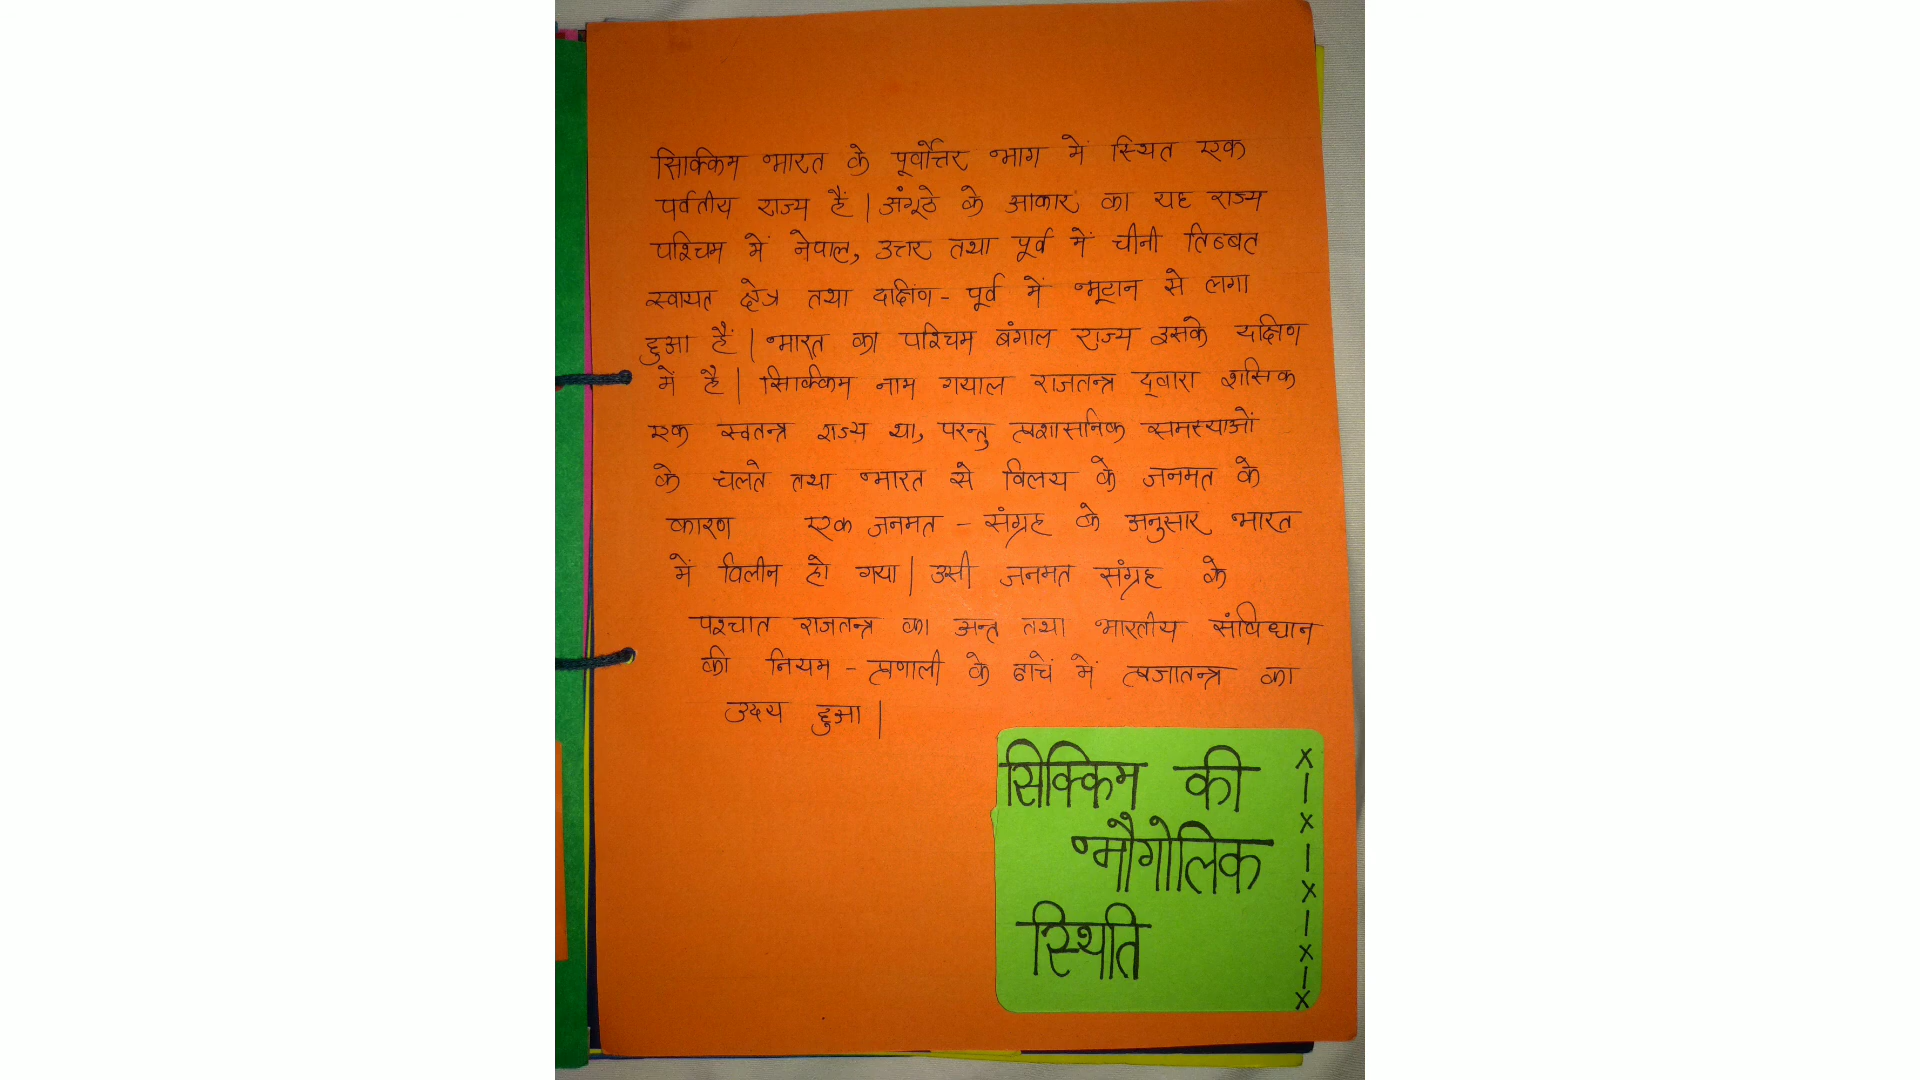 सिक्किम भारत के पूर्वोत्तर भाग में स्थित एक
पर्वतीय राज्य हैं | अंगूठे के आकार का यह राज्य
पश्चिम में नेपाल, उत्तर तथा पूर्व में चीनी तिब्बत
स्वायत क्षेत्र तथा दक्षिण - पूर्व में भूटान से लगा
हुआ हैं | भारत का पश्चिम बंगाल राज्य इसके दक्षिण
में है | सिक्किम नाम गयाल राजतन्त्र द्वारा शासिक
एक स्वतन्त्र राज्य था, परन्तु प्रशासनिक समस्याओं
के चलते तथा भारत से विलय के जनमत के
कारण एक जनमत - संग्रह के अनुसार भारत
में विलीन हो गया | उसी जनमत संग्रह के
पश्चात राजतन्त्र का अन्त तथा भारतीय संविधान
की नियम - प्रणाली के ढाचें में प्रजातन्त्र का
उदय हुआ |
सिक्किम की
भौगोलिक
स्थिति